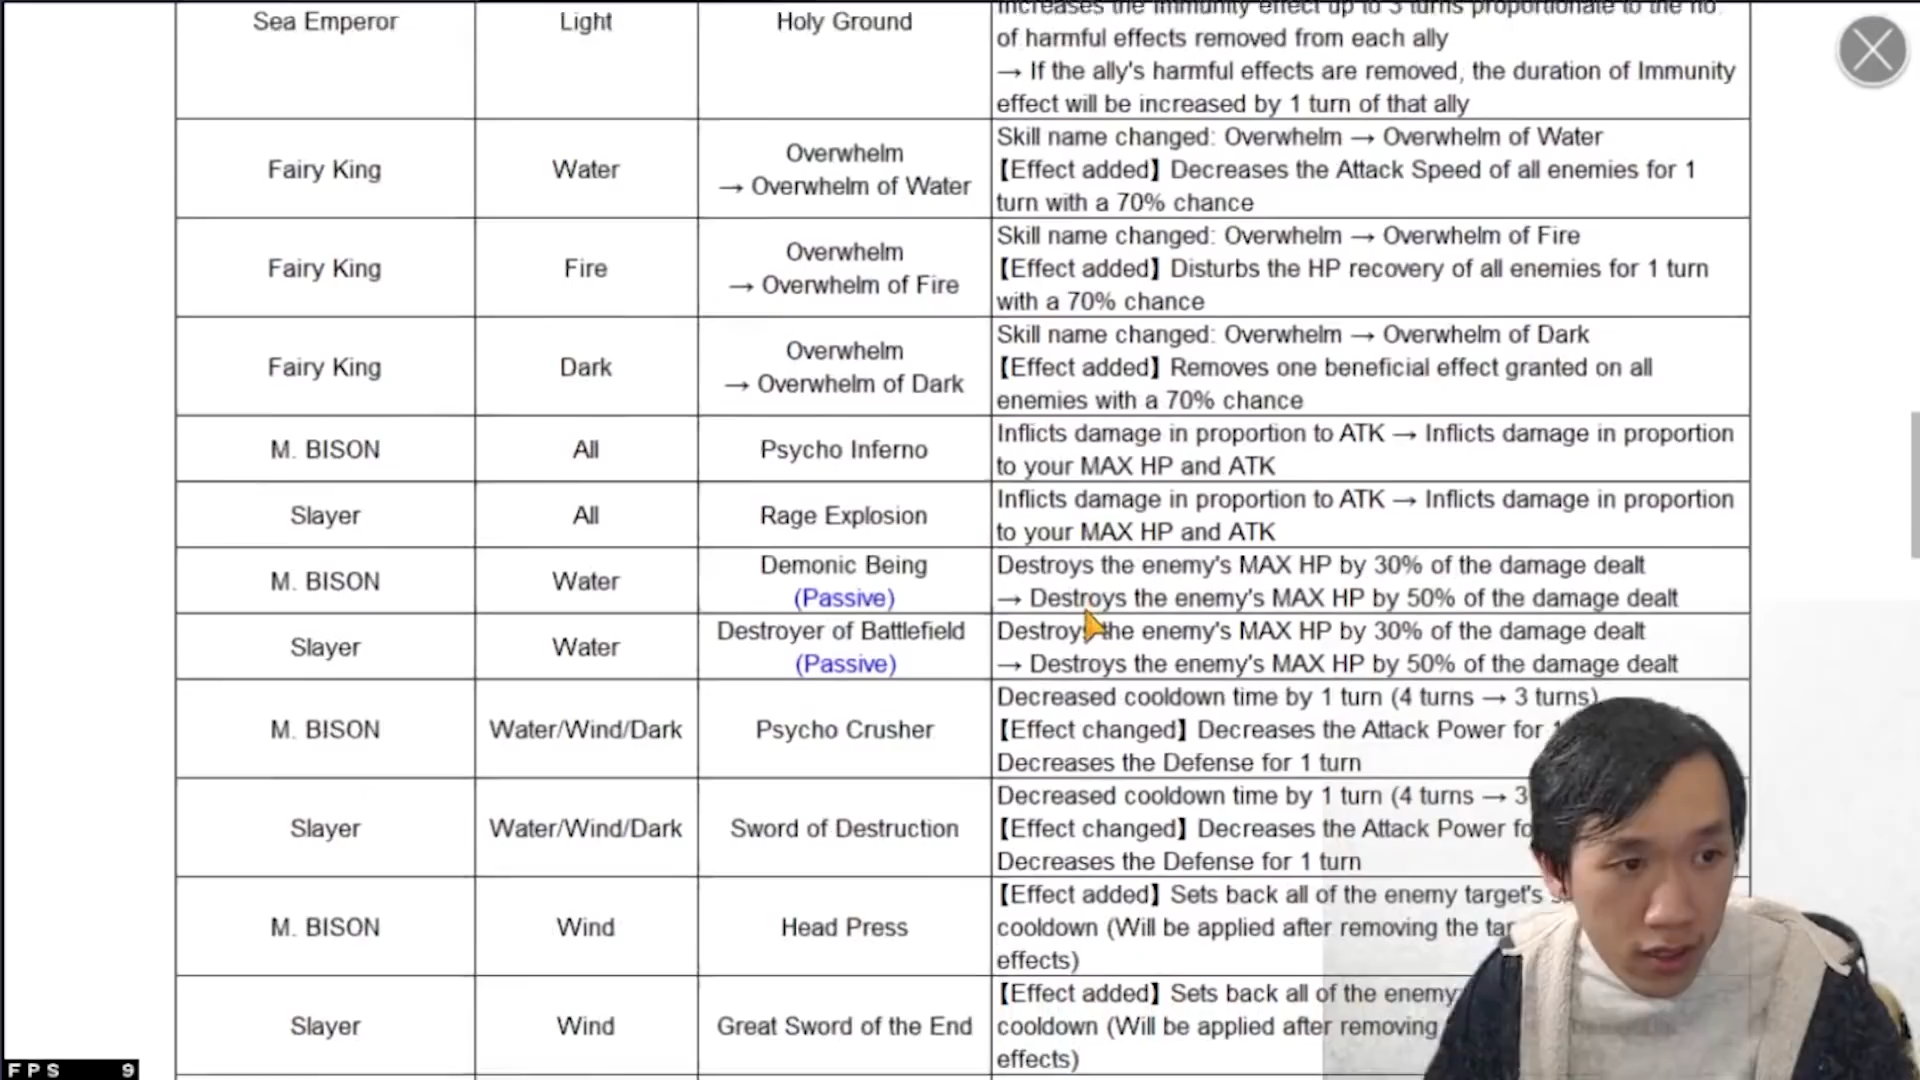 Sea Emperor
Light
Holy Ground
increases the Immunity effect up to 3 turns proportionate to the no.
of harmful effects removed from each ally
→ If the ally's harmful effects are removed, the duration of Immunity
effect will be increased by 1 turn of that ally
Fairy King
Water
Overwhelm
→ Overwhelm of Water
Skill name changed: Overwhelm → Overwhelm of Water
【Effect added】Decreases the Attack Speed of all enemies for 1
turn with a 70% chance
Fairy King
Fire
Overwhelm
→ Overwhelm of Fire
Skill name changed: Overwhelm → Overwhelm of Fire
【Effect added】Disturbs the HP recovery of all enemies for 1 turn
with a 70% chance
Fairy King
Dark
Overwhelm
→ Overwhelm of Dark
Skill name changed: Overwhelm → Overwhelm of Dark
【Effect added】Removes one beneficial effect granted on all
enemies with a 70% chance
M. BISON
All
Psycho Inferno
Inflicts damage in proportion to ATK → Inflicts damage in proportion
to your MAX HP and ATK
Slayer
All
Rage Explosion
Inflicts damage in proportion to ATK → Inflicts damage in proportion
to your MAX HP and ATK
M. BISON
Water
Demonic Being
(Passive)
Destroys the enemy's MAX HP by 30% of the damage dealt
→ Destroys the enemy's MAX HP by 50% of the damage dealt
Slayer
Water
Destroyer of Battlefield
(Passive)
Destroys the enemy's MAX HP by 30% of the damage dealt
→ Destroys the enemy's MAX HP by 50% of the damage dealt
M. BISON
Water/Wind/Dark
Psycho Crusher
Decreased cooldown time by 1 turn (4 turns → 3 turns)
【Effect changed】Decreases the Attack Power for 1
Decreases the Defense for 1 turn
Slayer
Water/Wind/Dark
Sword of Destruction
Decreased cooldown time by 1 turn (4 turns → 3
【Effect changed】Decreases the Attack Power
Decreases the Defense for 1 turn
M. BISON
Wind
Head Press
【Effect added】Sets back all of the enemy target's
cooldown (Will be applied after removing the
effects)
Slayer
Wind
Great Sword of the End
【Effect added】Sets back all of the enemy
cooldown (Will be applied after removing
effects)
FPS 9